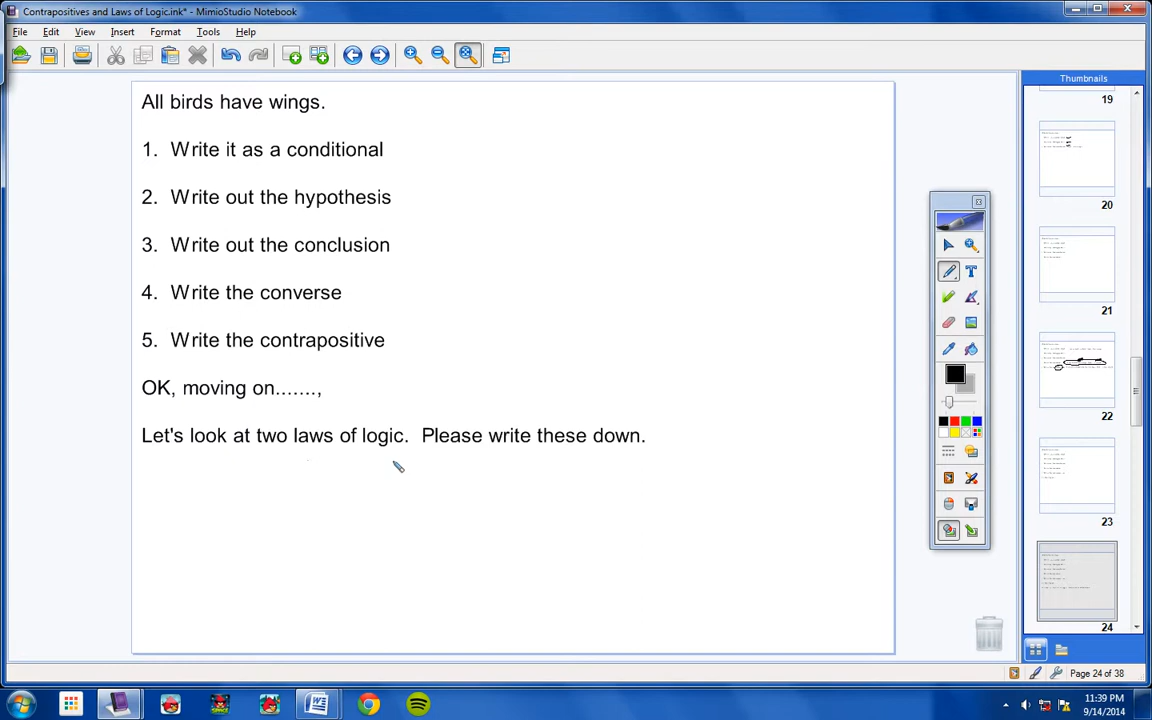 Contrapositives and Laws of Logic.ink* - MimioStudio Notebook
File Edit View Insert Format Tools Help
All birds have wings.
1. Write it as a conditional
2. Write out the hypothesis
3. Write out the conclusion
4. Write the converse
5. Write the contrapositive
OK, moving on.......,
Let's look at two laws of logic. Please write these down.
Thumbnails
19
20
21
22
23
24
Page 24 of 38
11:39 PM
9/14/2014